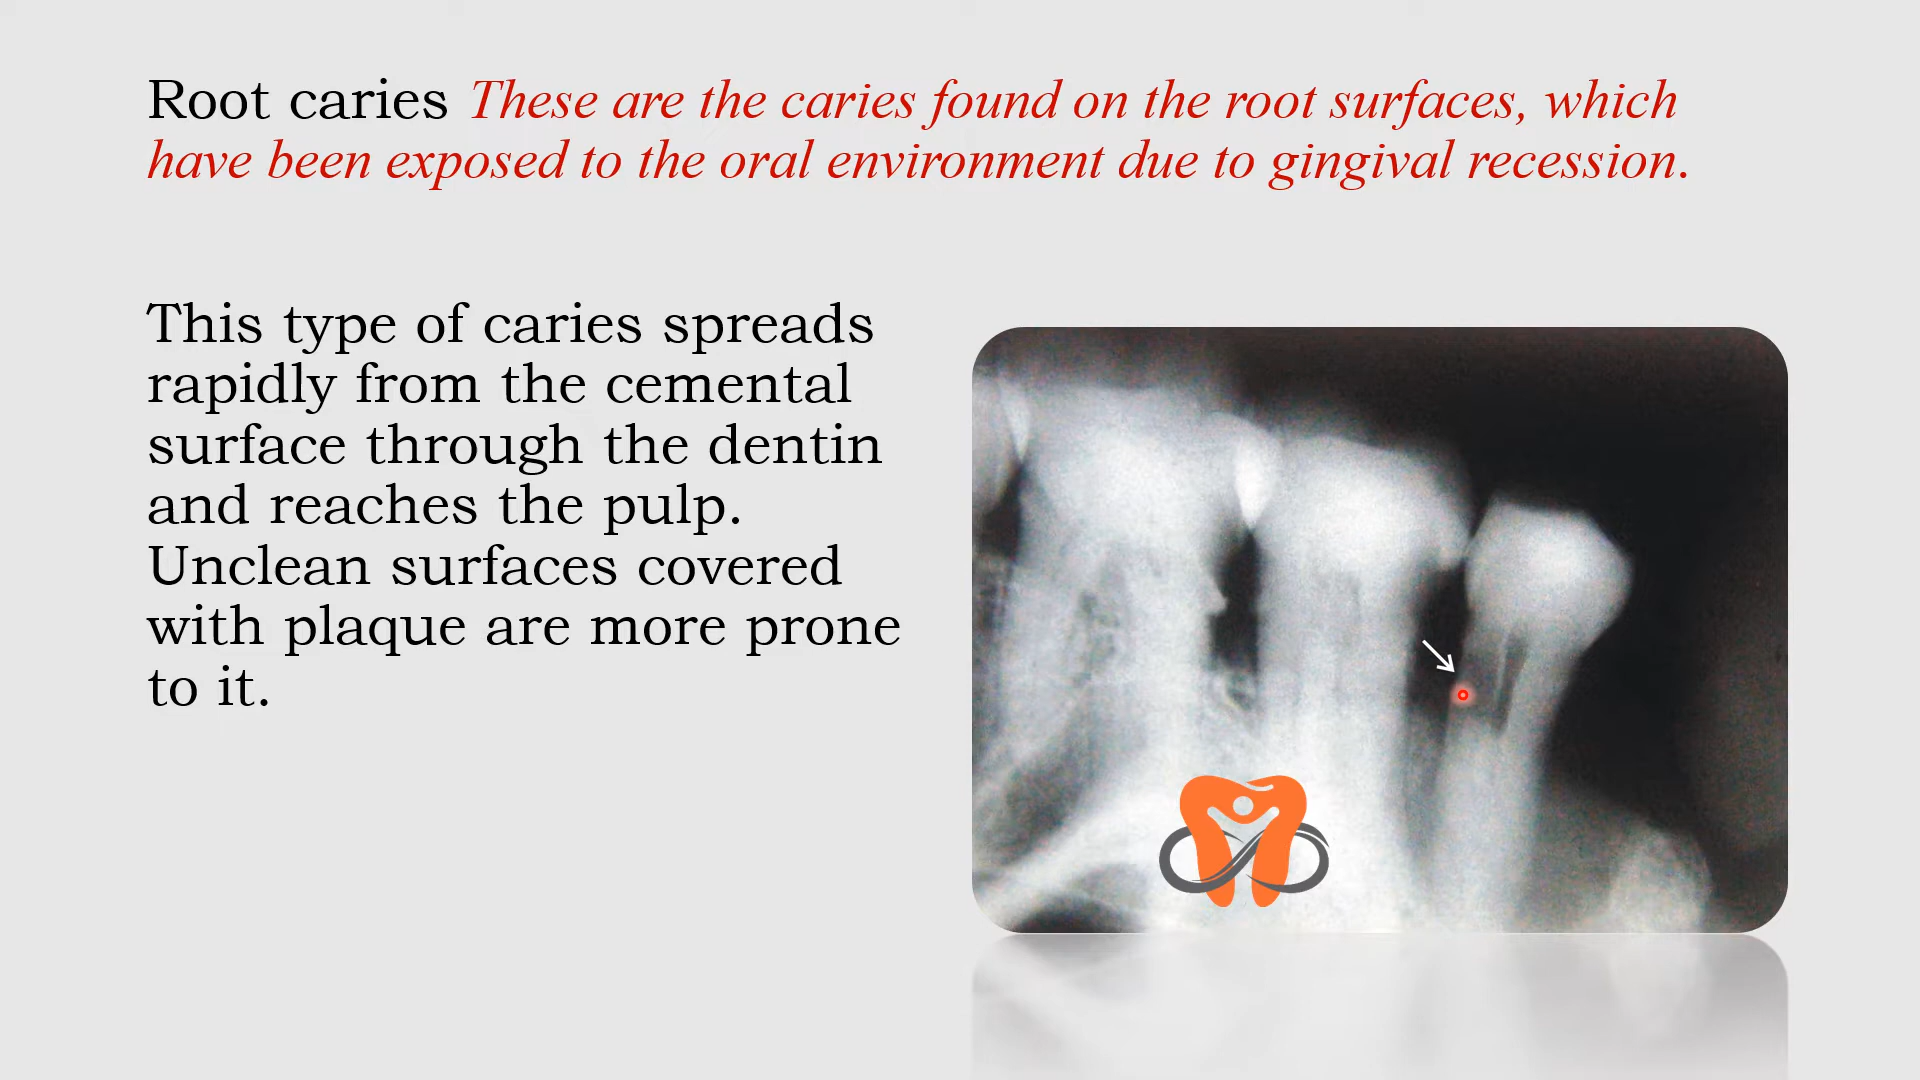 Root caries These are the caries found on the root surfaces, which
have been exposed to the oral environment due to gingival recession.
This type of caries spreads
rapidly from the cemental
surface through the dentin
and reaches the pulp.
Unclean surfaces covered
with plaque are more prone
to it.